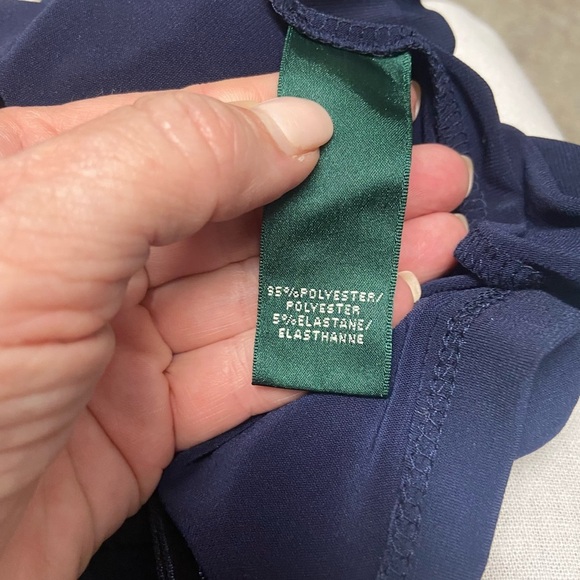 95%POLYESTER/
POLYESTER
5%ELASTANE/
ELASTHANNE